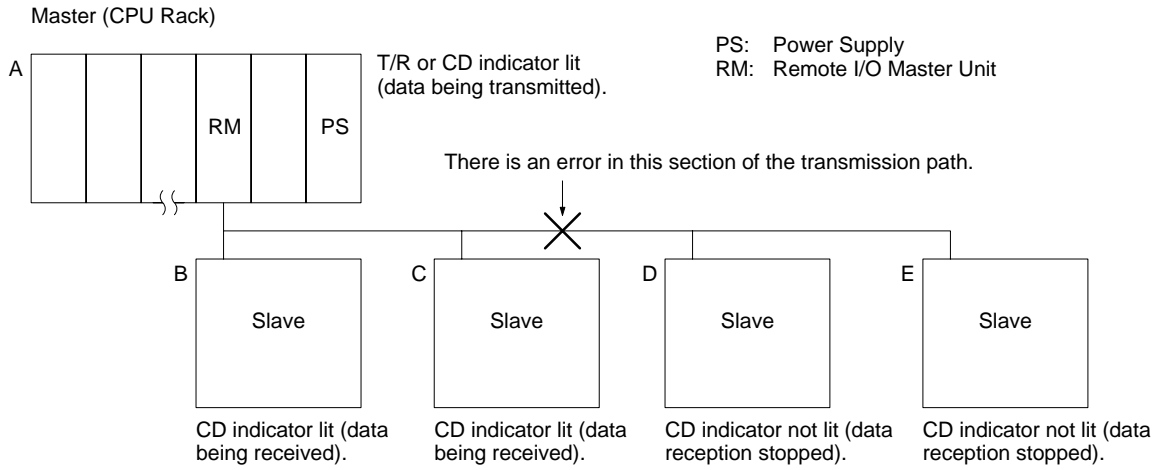 Master (CPU Rack)
A
T/R or CD indicator lit
(data being transmitted).
PS: Power Supply
RM: Remote I/O Master Unit
RM
PS
There is an error in this section of the transmission path.
B
Slave
CD indicator lit (data
being received).
C
Slave
CD indicator lit (data
being received).
D
Slave
CD indicator not lit (data
reception stopped).
E
Slave
CD indicator not lit (data
reception stopped).